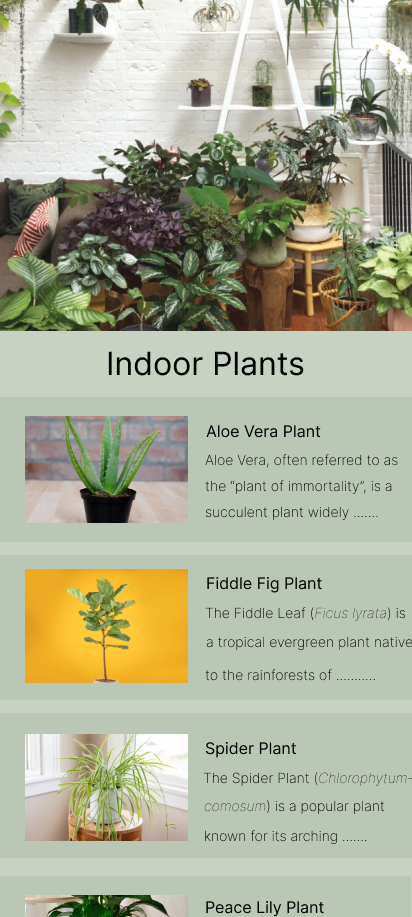 Indoor Plants
Aloe Vera Plant
Aloe Vera, often referred to as
the “plant of immortality”, is a
succulent plant widely .......
Fiddle Fig Plant
The Fiddle Leaf (Ficus lyrata) is
a tropical evergreen plant native
to the rainforests of ...........
Spider Plant
The Spider Plant (Chlorophytum-
comosum) is a popular plant
known for its arching .......
Peace Lily Plant